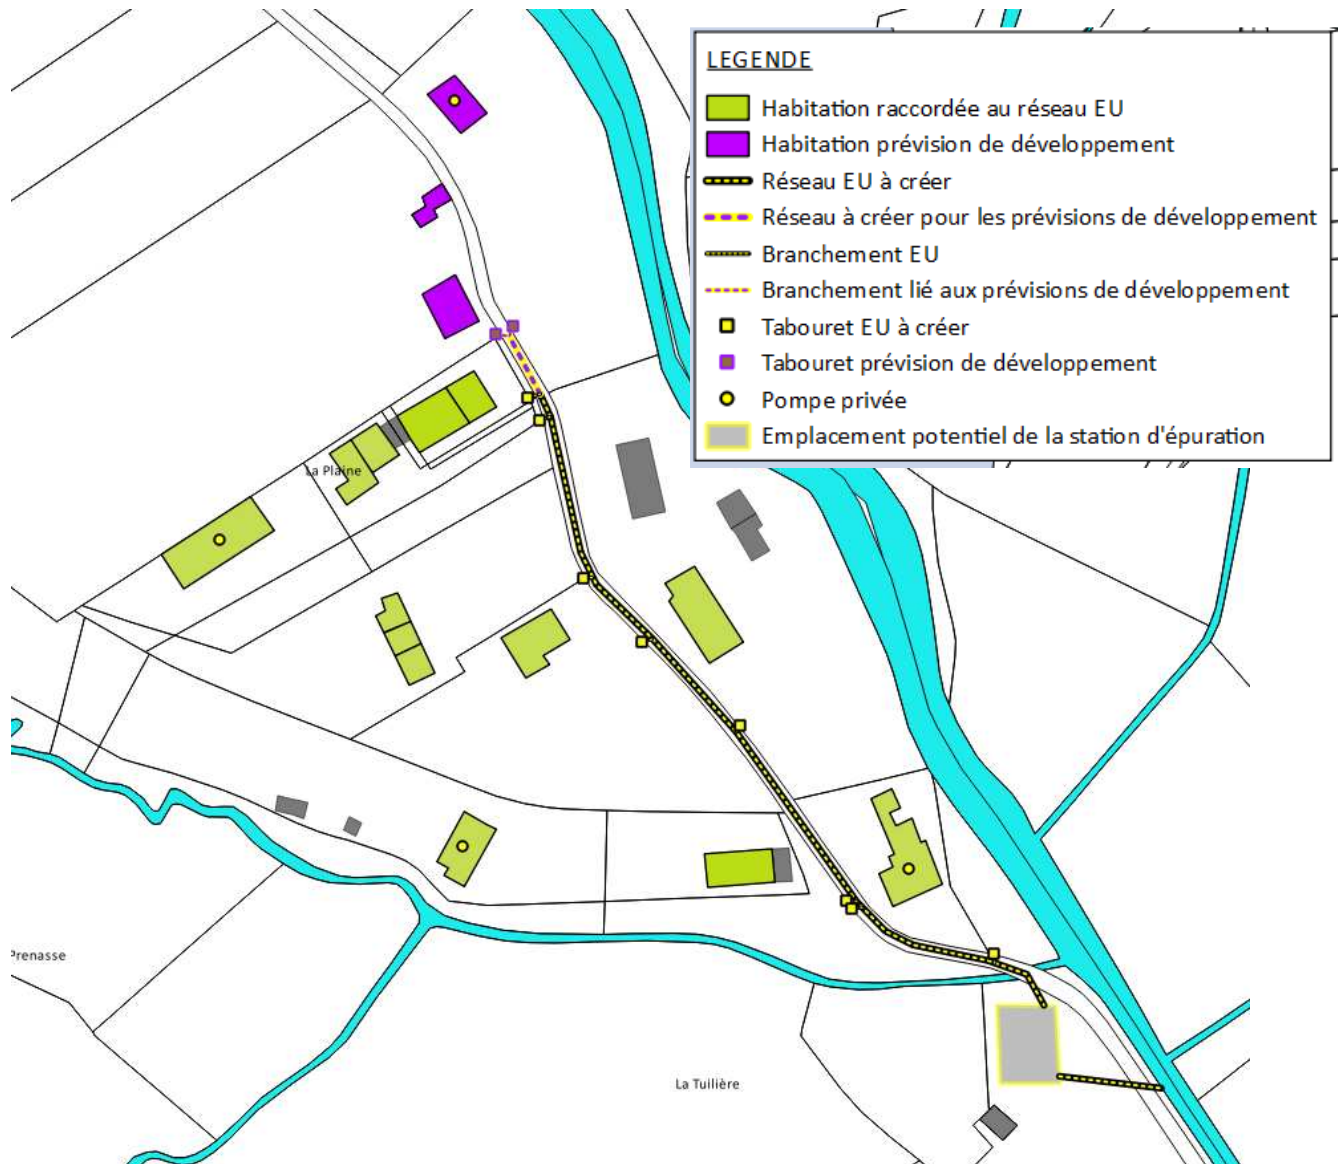 LEGENDE
Habitation raccordée au réseau EU
Habitation prévision de développement
Réseau EU à créer
Réseau à créer pour les prévisions de développement
Branchement EU
Branchement lié aux prévisions de développement
Tabouret EU à créer
Tabouret prévision de développement
Pompe privée
Emplacement potentiel de la station d'épuration
La Plaine
Prenasse
La Tuilière